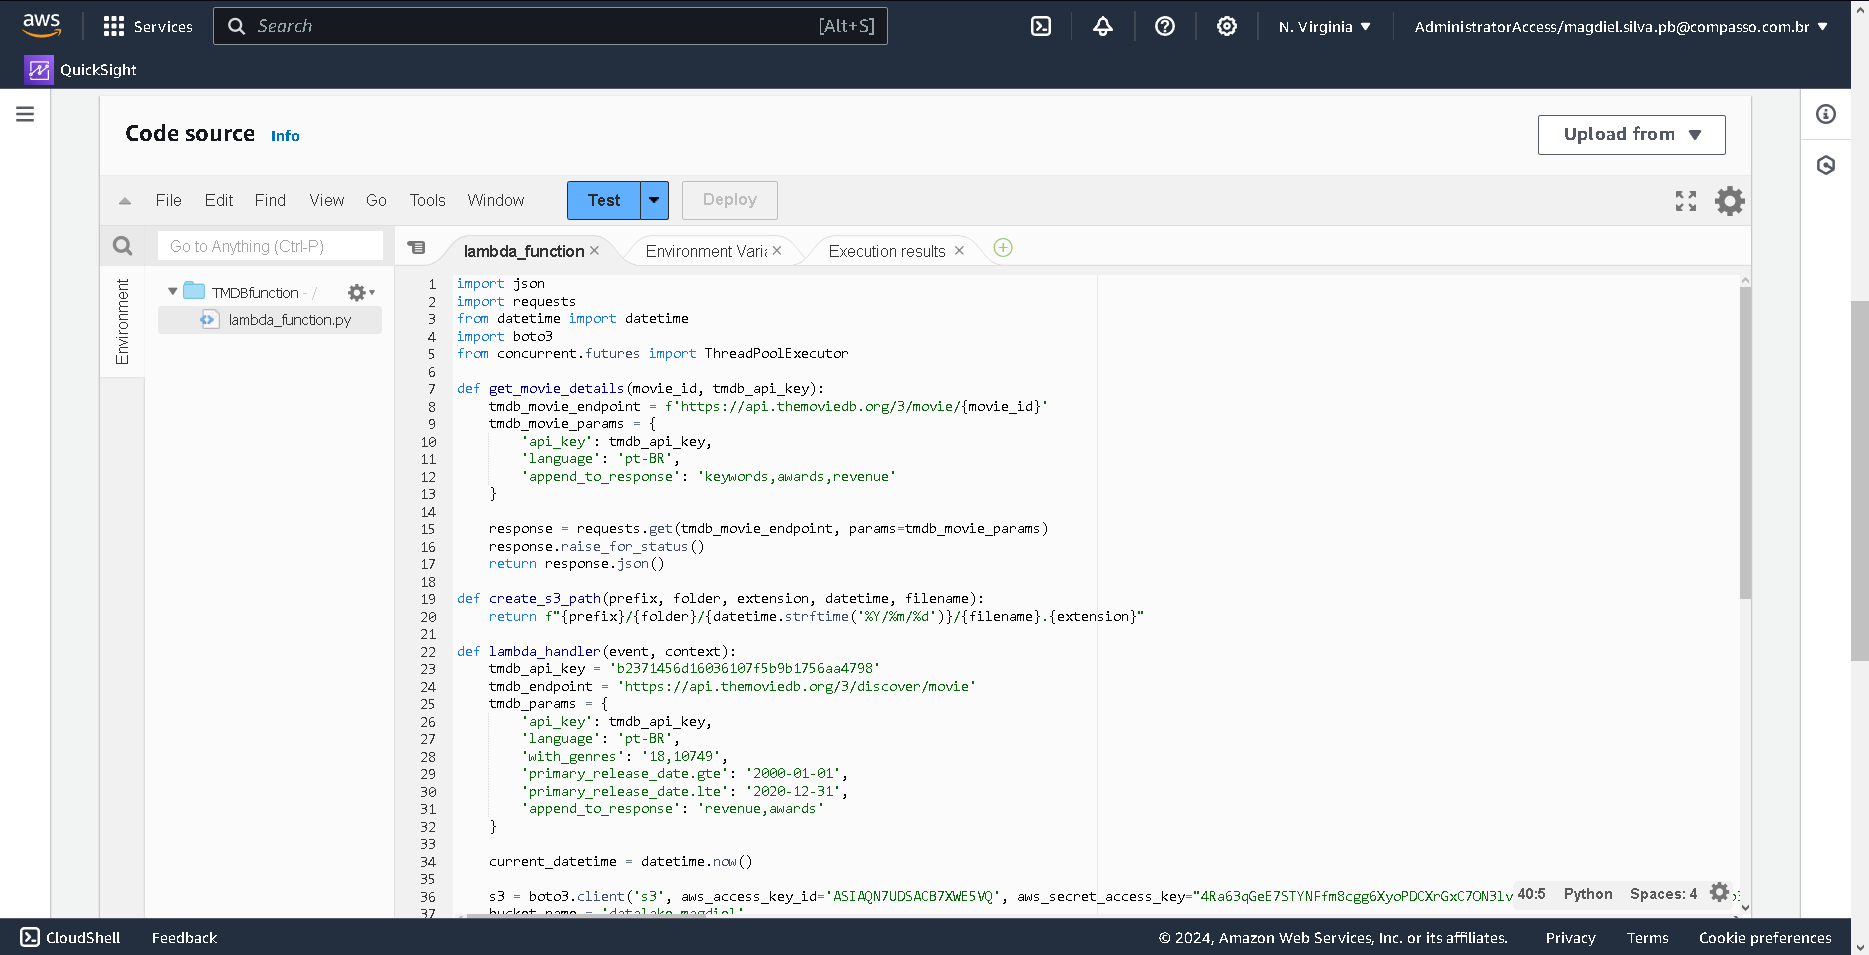 aws
Services
Search
[Alt+S]
N. Virginia
AdministratorAccess/magdiel.silva.pb@compasso.com.br
QuickSight
Code source
Info
Upload from
File Edit Find View Go Tools Window
Test
Deploy
Go to Anything (Ctrl-P)
lambda_function
Environment Vari
Execution results
Environment
TMDBfunction - /
lambda_function.py
1 import json
2 import requests
3 from datetime import datetime
4 import boto3
5 from concurrent.futures import ThreadPoolExecutor
6
7 def get_movie_details(movie_id, tmdb_api_key):
8     tmdb_movie_endpoint = f'https://api.themoviedb.org/3/movie/{movie_id}'
9     tmdb_movie_params = {
10         'api_key': tmdb_api_key,
11         'language': 'pt-BR',
12         'append_to_response': 'keywords,awards,revenue'
13     }
14
15     response = requests.get(tmdb_movie_endpoint, params=tmdb_movie_params)
16     response.raise_for_status()
17     return response.json()
18
19 def create_s3_path(prefix, folder, extension, datetime, filename):
20     return f"{prefix}/{folder}/{datetime.strftime('%Y/%m/%d')}/{filename}.{extension}"
21
22 def lambda_handler(event, context):
23     tmdb_api_key = 'b2371456d16036107f5b9b1756aa4798'
24     tmdb_endpoint = 'https://api.themoviedb.org/3/discover/movie'
25     tmdb_params = {
26         'api_key': tmdb_api_key,
27         'language': 'pt-BR',
28         'with_genres': '18,10749',
29         'primary_release_date.gte': '2000-01-01',
30         'primary_release_date.lte': '2020-12-31',
31         'append_to_response': 'revenue,awards'
32     }
33
34     current_datetime = datetime.now()
35
36     s3 = boto3.client('s3', aws_access_key_id='ASIAQN7UDSACB7XWE5VQ', aws_secret_access_key="4Ra63qGeE7STYNFfm8cgg6XyoPDCXrGxC7ON3lv
37     bucket_name = 'datalake-magdiel'
40:5 Python Spaces: 4
CloudShell
Feedback
© 2024, Amazon Web Services, Inc. or its affiliates.
Privacy
Terms
Cookie preferences